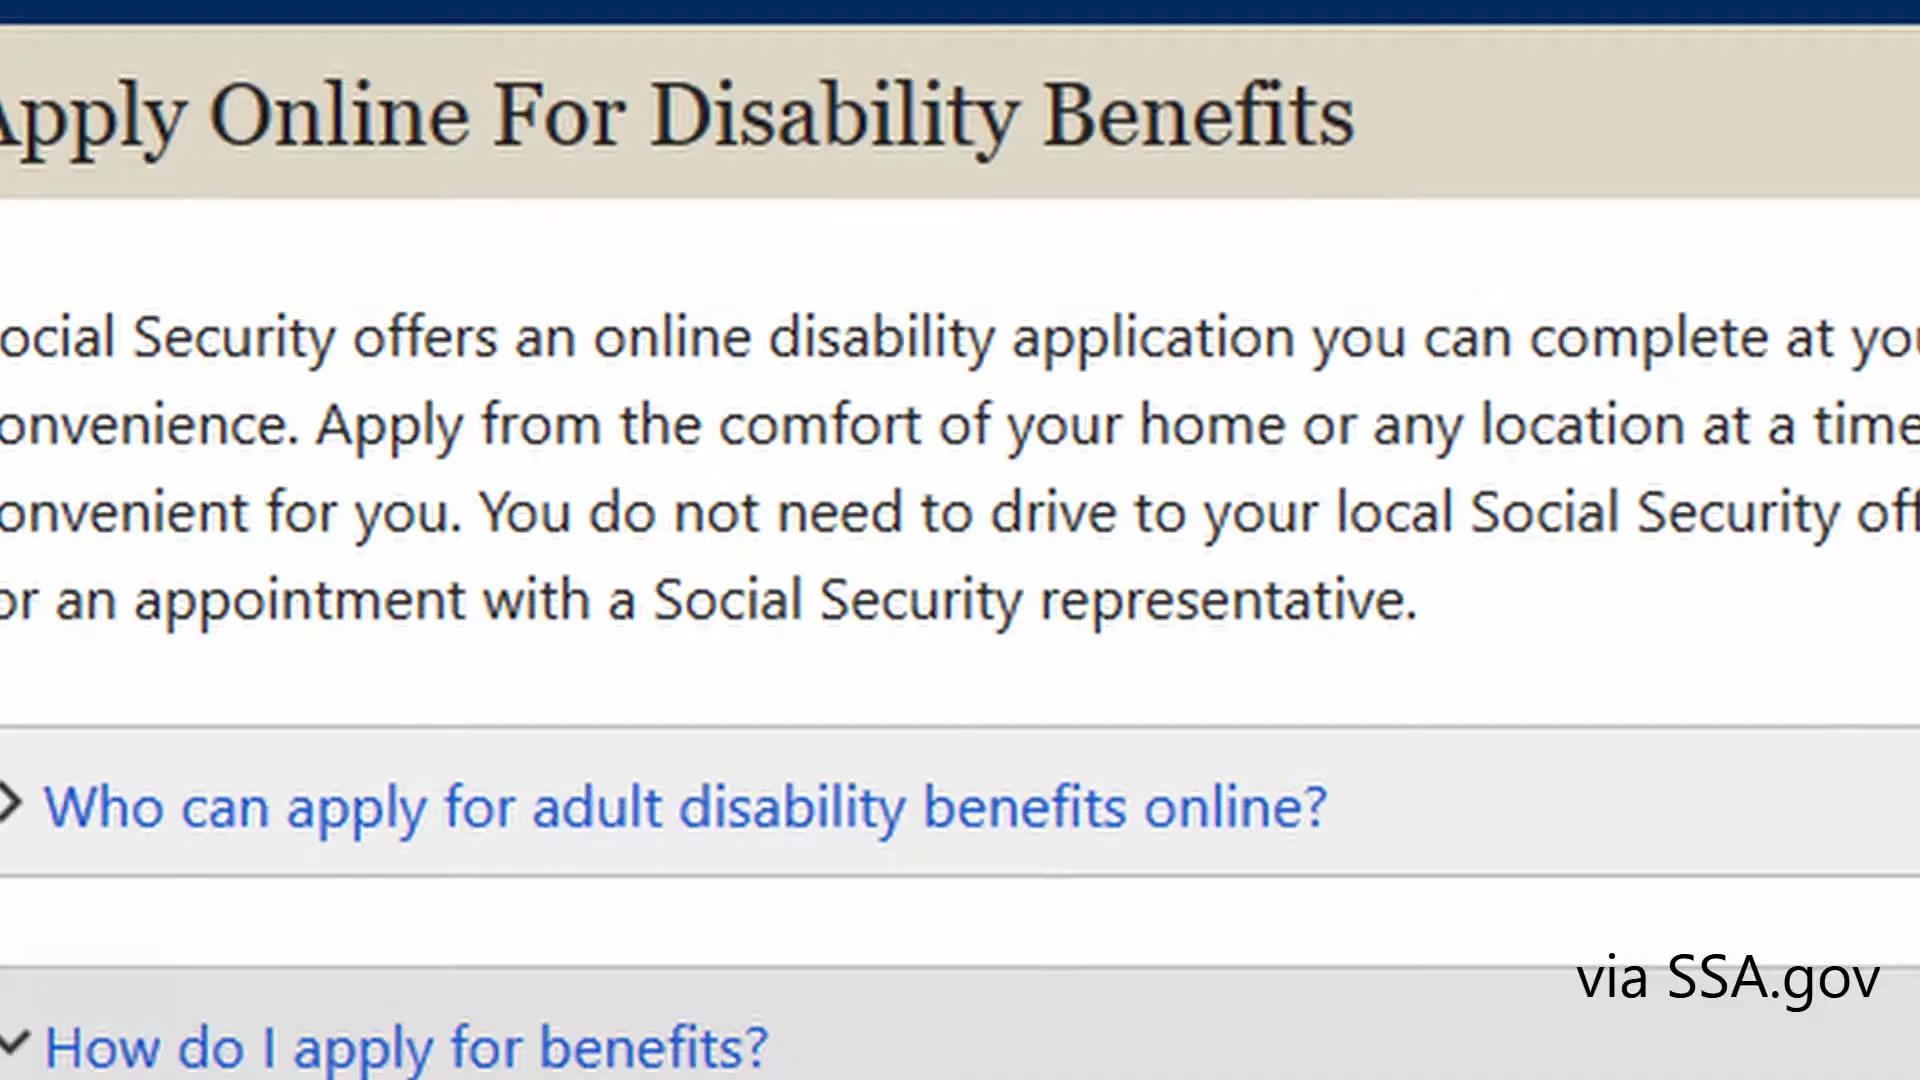 Apply Online For Disability Benefits
ocial Security offers an online disability application you can complete at you
onvenience. Apply from the comfort of your home or any location at a time
onvenient for you. You do not need to drive to your local Social Security off
or an appointment with a Social Security representative.
Who can apply for adult disability benefits online?
via SSA.gov
How do I apply for benefits?